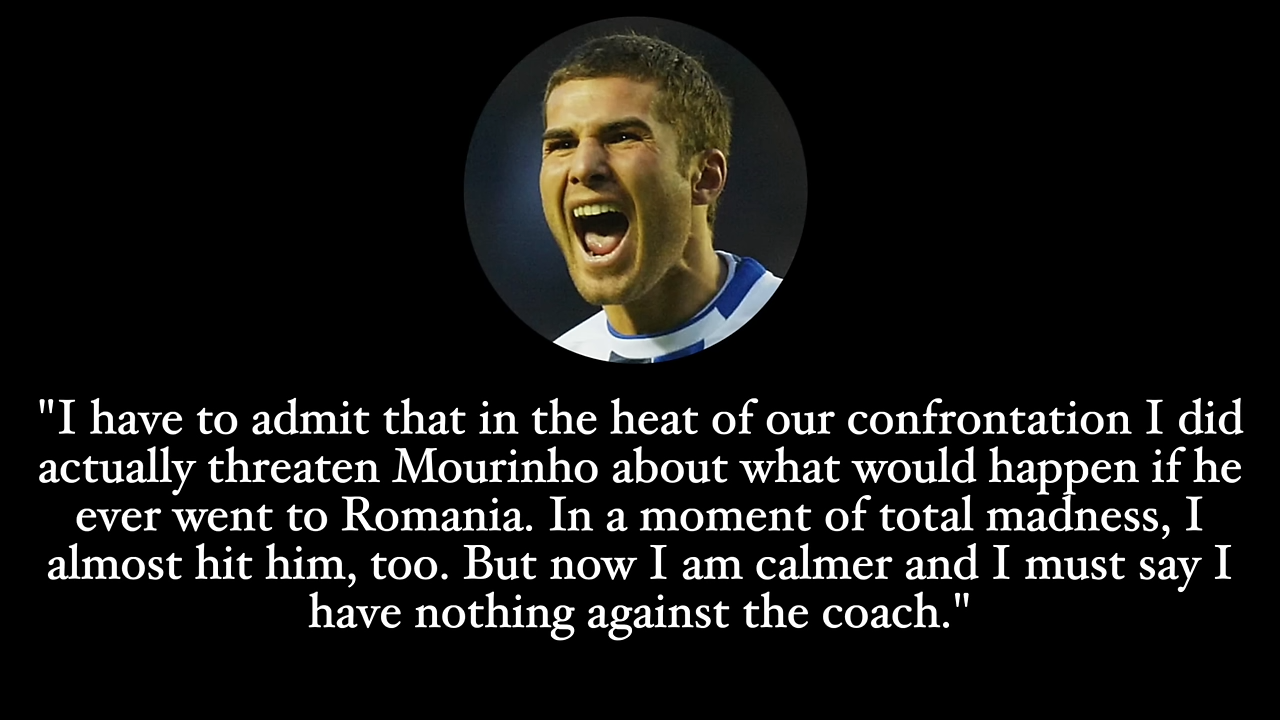 "I have to admit that in the heat of our confrontation I did
actually threaten Mourinho about what would happen if he
ever went to Romania. In a moment of total madness, I
almost hit him, too. But now I am calmer and I must say I
have nothing against the coach."